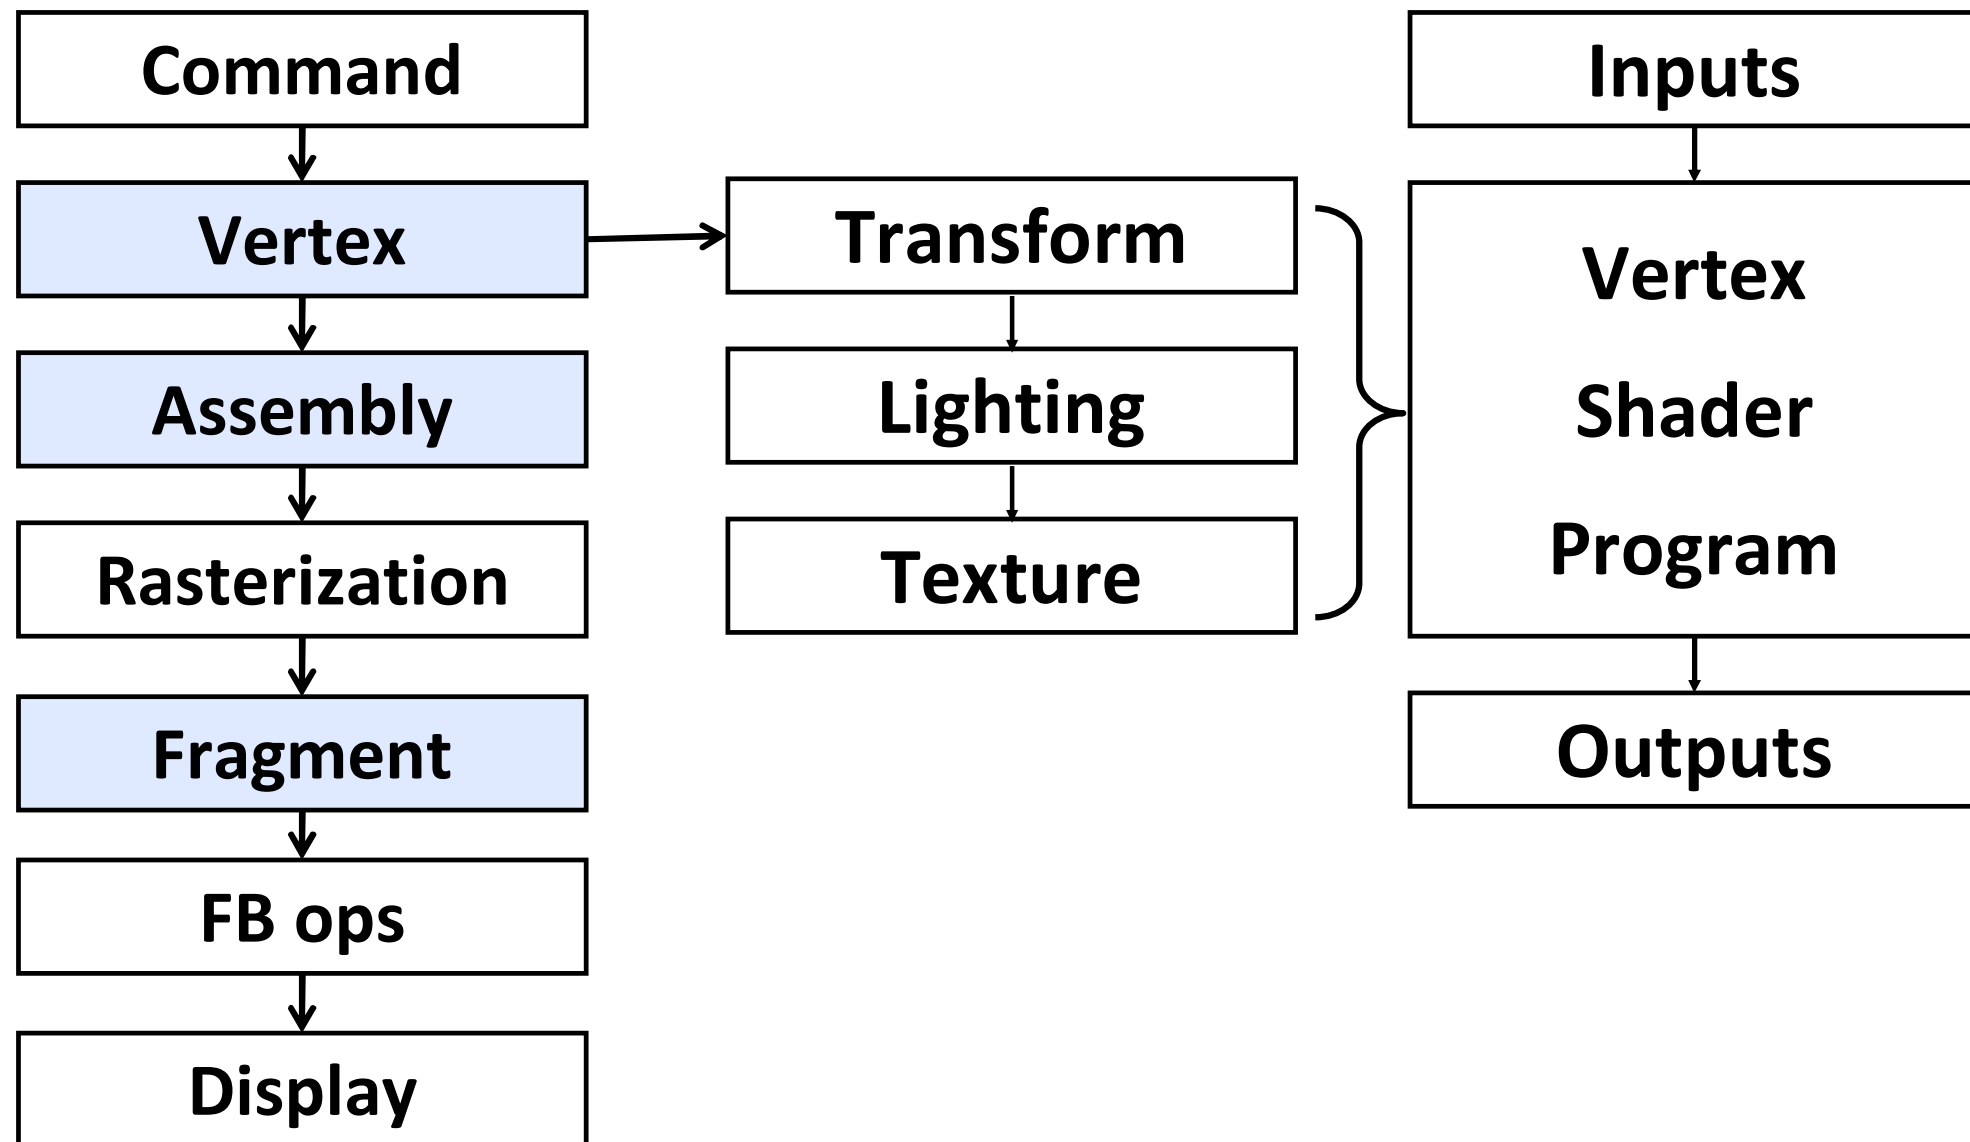 Command
Vertex
Assembly
Rasterization
Fragment
FB ops
Display
Transform
Lighting
Texture
Inputs
Vertex
Shader
Program
Outputs